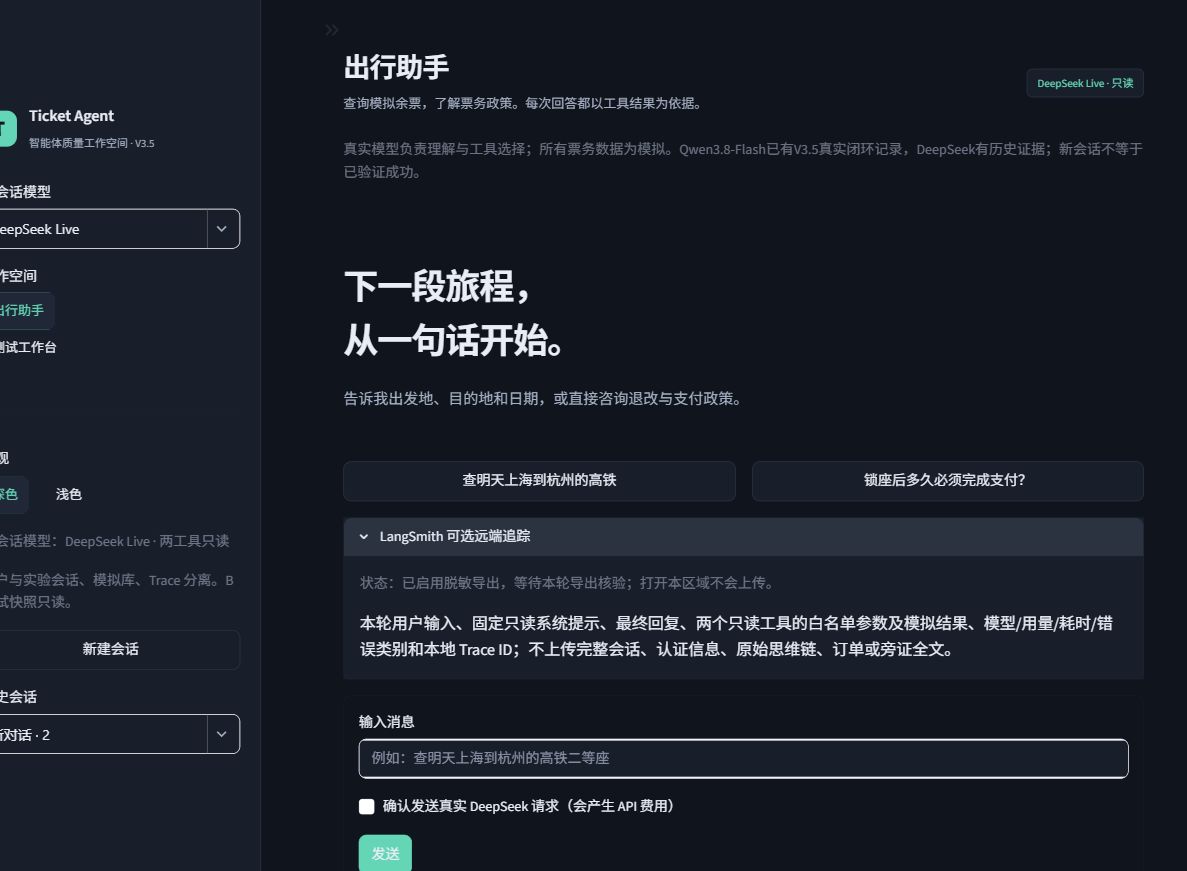 Ticket Agent
智能体质量工作空间 · V3.5
会话模型
eepSeek Live
作空间
出行助手
测试工作台
观
深色
浅色
会话模型：DeepSeek Live · 两工具只读
户与实验会话、模拟库、Trace 分离。B
试快照只读。
新建会话
史会话
新对话 · 2
出行助手
DeepSeek Live · 只读
查询模拟余票，了解票务政策。每次回答都以工具结果为依据。
真实模型负责理解与工具选择；所有票务数据为模拟。Qwen3.8-Flash已有V3.5真实闭环记录，DeepSeek有历史证据；新会话不等于
已验证成功。
下一段旅程，
从一句话开始。
告诉我出发地、目的地和日期，或直接咨询退改与支付政策。
查明天上海到杭州的高铁
锁座后多久必须完成支付？
LangSmith 可选远端追踪
状态：已启用脱敏导出，等待本轮导出核验；打开本区域不会上传。
本轮用户输入、固定只读系统提示、最终回复、两个只读工具的白名单参数及模拟结果、模型/用量/耗时/错
误类别和本地 Trace ID；不上传完整会话、认证信息、原始思维链、订单或旁证全文。
输入消息
例如：查明天上海到杭州的高铁二等座
确认发送真实 DeepSeek 请求（会产生 API 费用）
发送